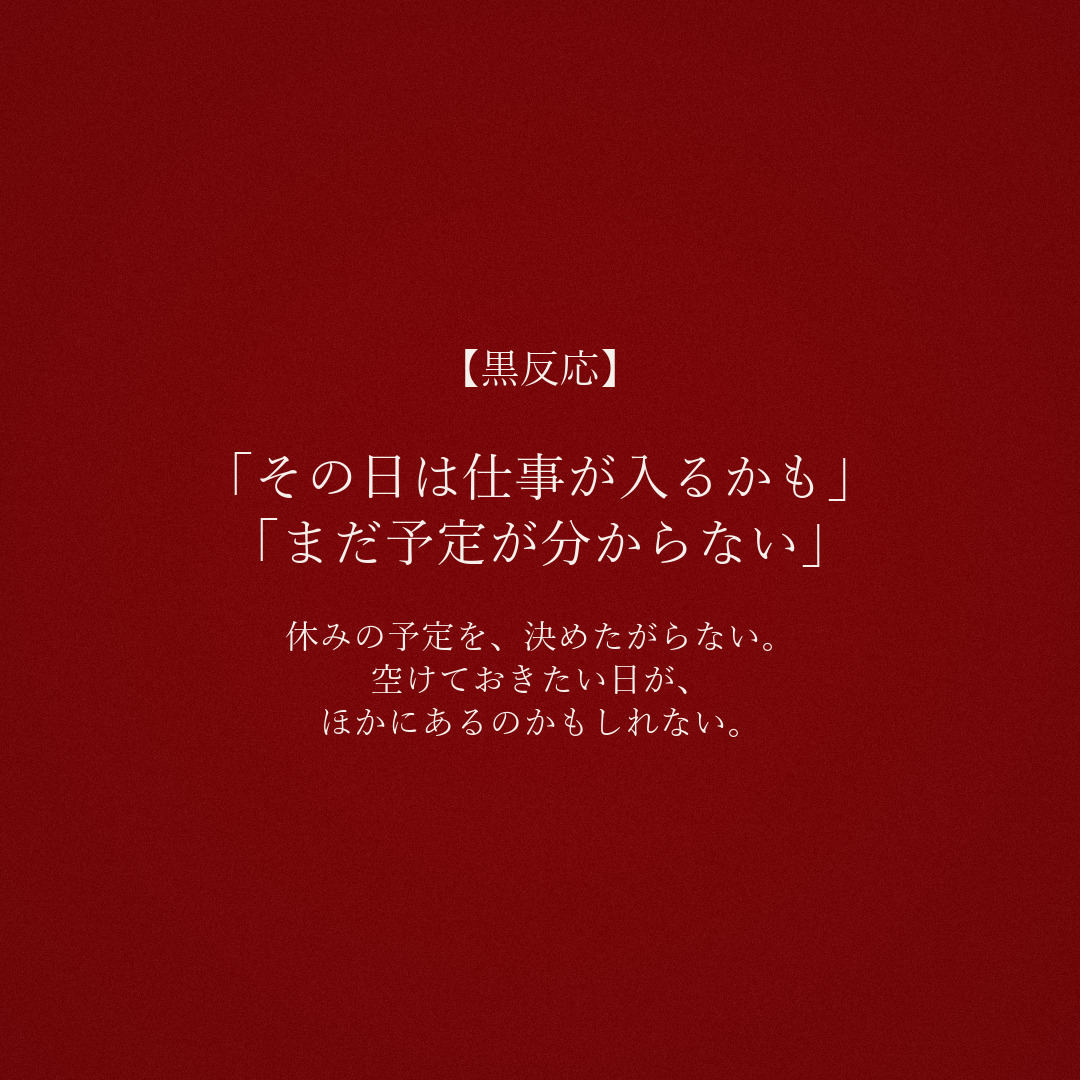 【黒反応】
「その日は仕事が入るかも」
「まだ予定が分からない」
休みの予定を、決めたがらない。
空けておきたい日が、
ほかにあるのかもしれない。